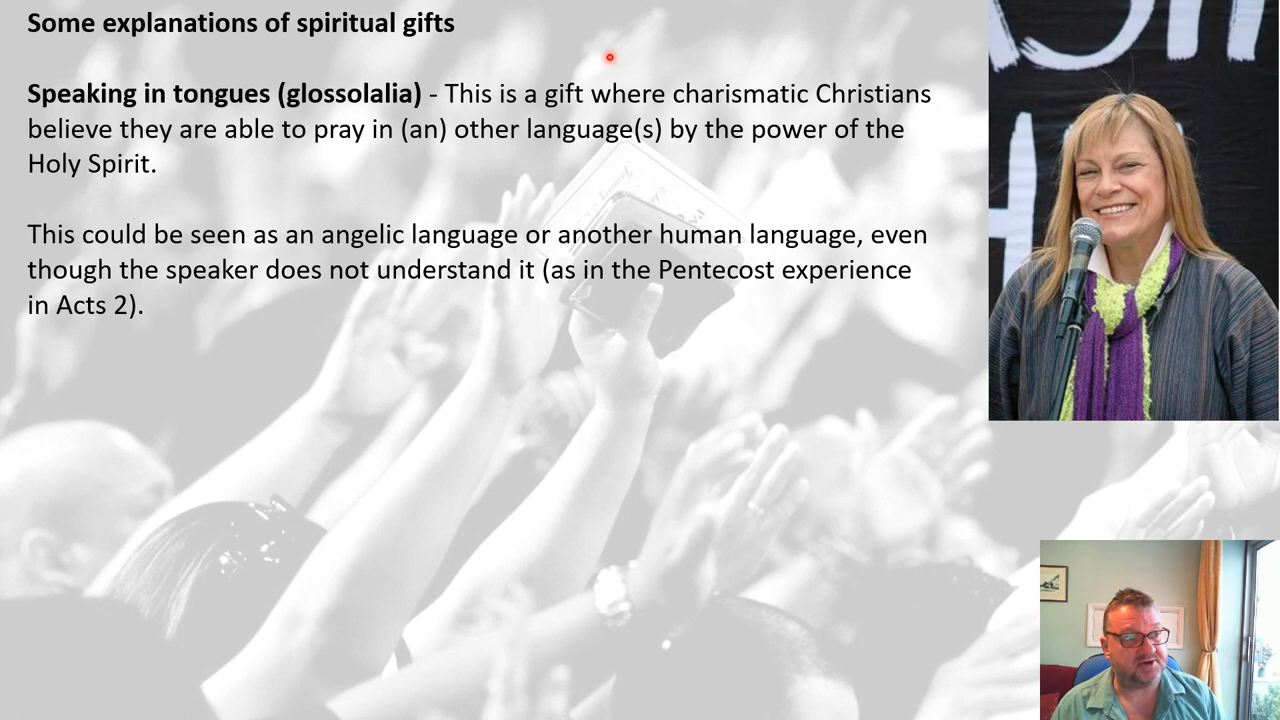 Some explanations of spiritual gifts
Speaking in tongues (glossolalia) - This is a gift where charismatic Christians
believe they are able to pray in (an) other language(s) by the power of the
Holy Spirit.
This could be seen as an angelic language or another human language, even
though the speaker does not understand it (as in the Pentecost experience
in Acts 2).